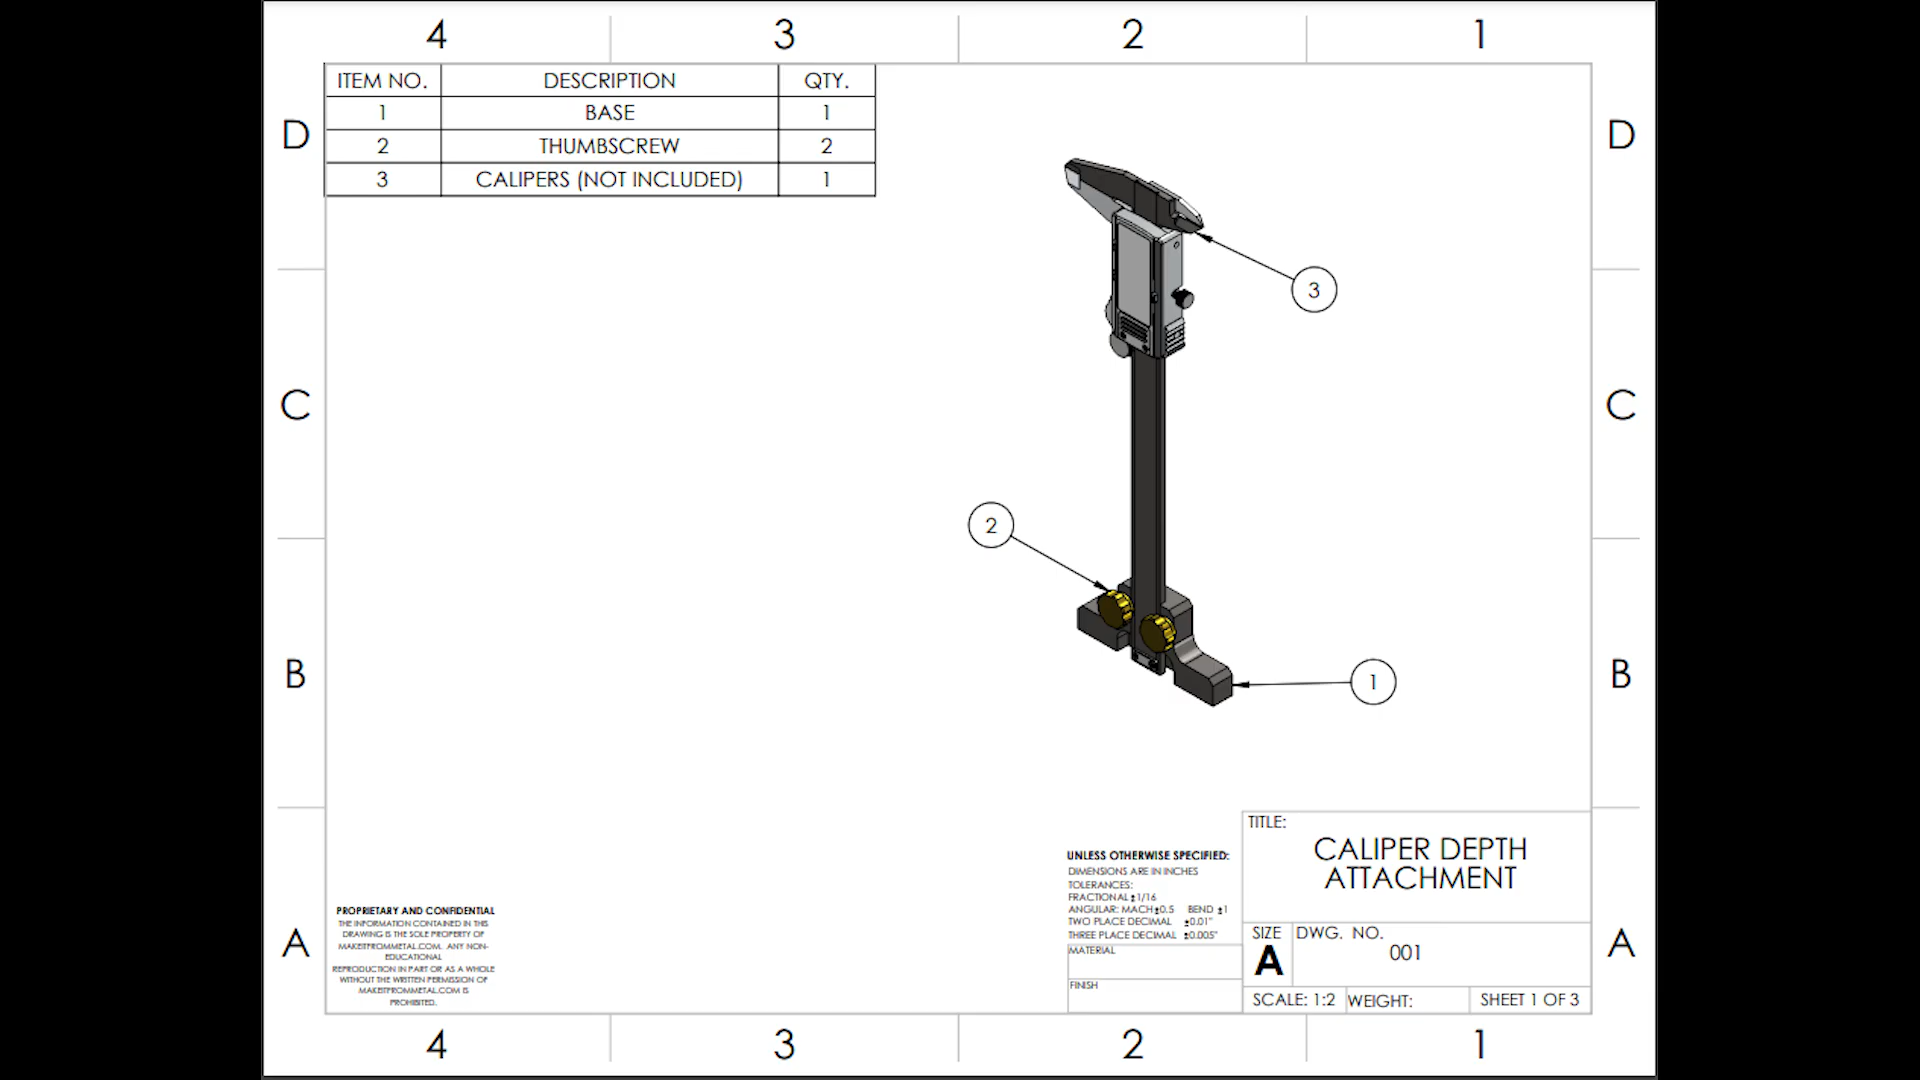 4 3 2 1
ITEM NO. DESCRIPTION QTY.
1 BASE 1
2 THUMBSCREW 2
3 CALIPERS (NOT INCLUDED) 1
D D
3
C C
2
B B
1
UNLESS OTHERWISE SPECIFIED:
DIMENSIONS ARE IN INCHES
TOLERANCES:
FRACTIONAL ±1/16
ANGULAR: MACH±0.5 BEND ±1
TWO PLACE DECIMAL ±0.01"
THREE PLACE DECIMAL ±0.005"
MATERIAL
FINISH
TITLE:
CALIPER DEPTH
ATTACHMENT
SIZE
A
DWG. NO.
001
SCALE: 1:2 WEIGHT: SHEET 1 OF 3
PROPRIETARY AND CONFIDENTIAL
THE INFORMATION CONTAINED IN THIS
DRAWING IS THE SOLE PROPERTY OF
MAKEITFROMMETAL.COM. ANY NON-
EDUCATIONAL
REPRODUCTION IN PART OR AS A WHOLE
WITHOUT THE WRITTEN PERMISSION OF
MAKEITFROMMETAL.COM IS
PROHIBITED.
A A
4 3 2 1